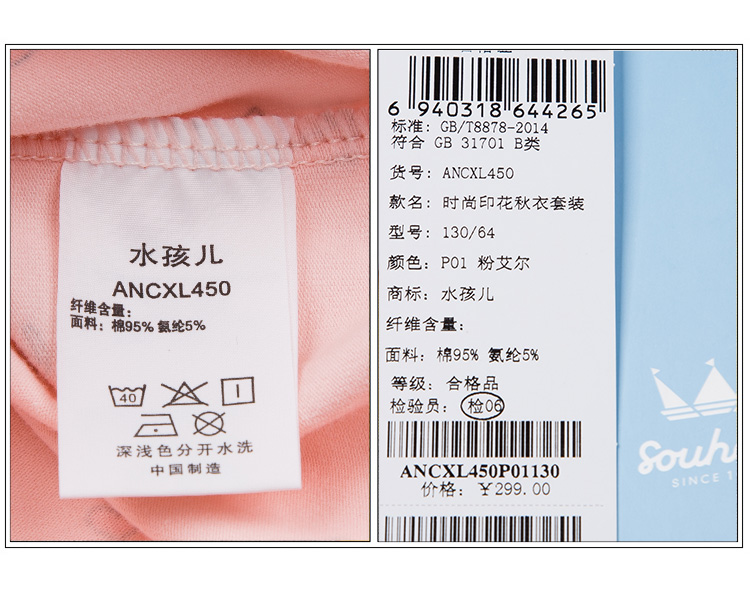 水孩儿
ANCXL450
纤维含量：
面料：棉95% 氨纶5%
40
深浅色分开水洗
中国制造
6 940318 644265
标准：GB/T8878-2014
符合 GB 31701 B类
货号：ANCXL450
款名：时尚印花秋衣套装
型号：130/64
颜色：P01 粉艾尔
商标：水孩儿
纤维含量：
面料：棉95% 氨纶5%
等级：合格品
检验员：检06
ANCXL450P01130
价格：￥299.00
Souh
SINCE 1